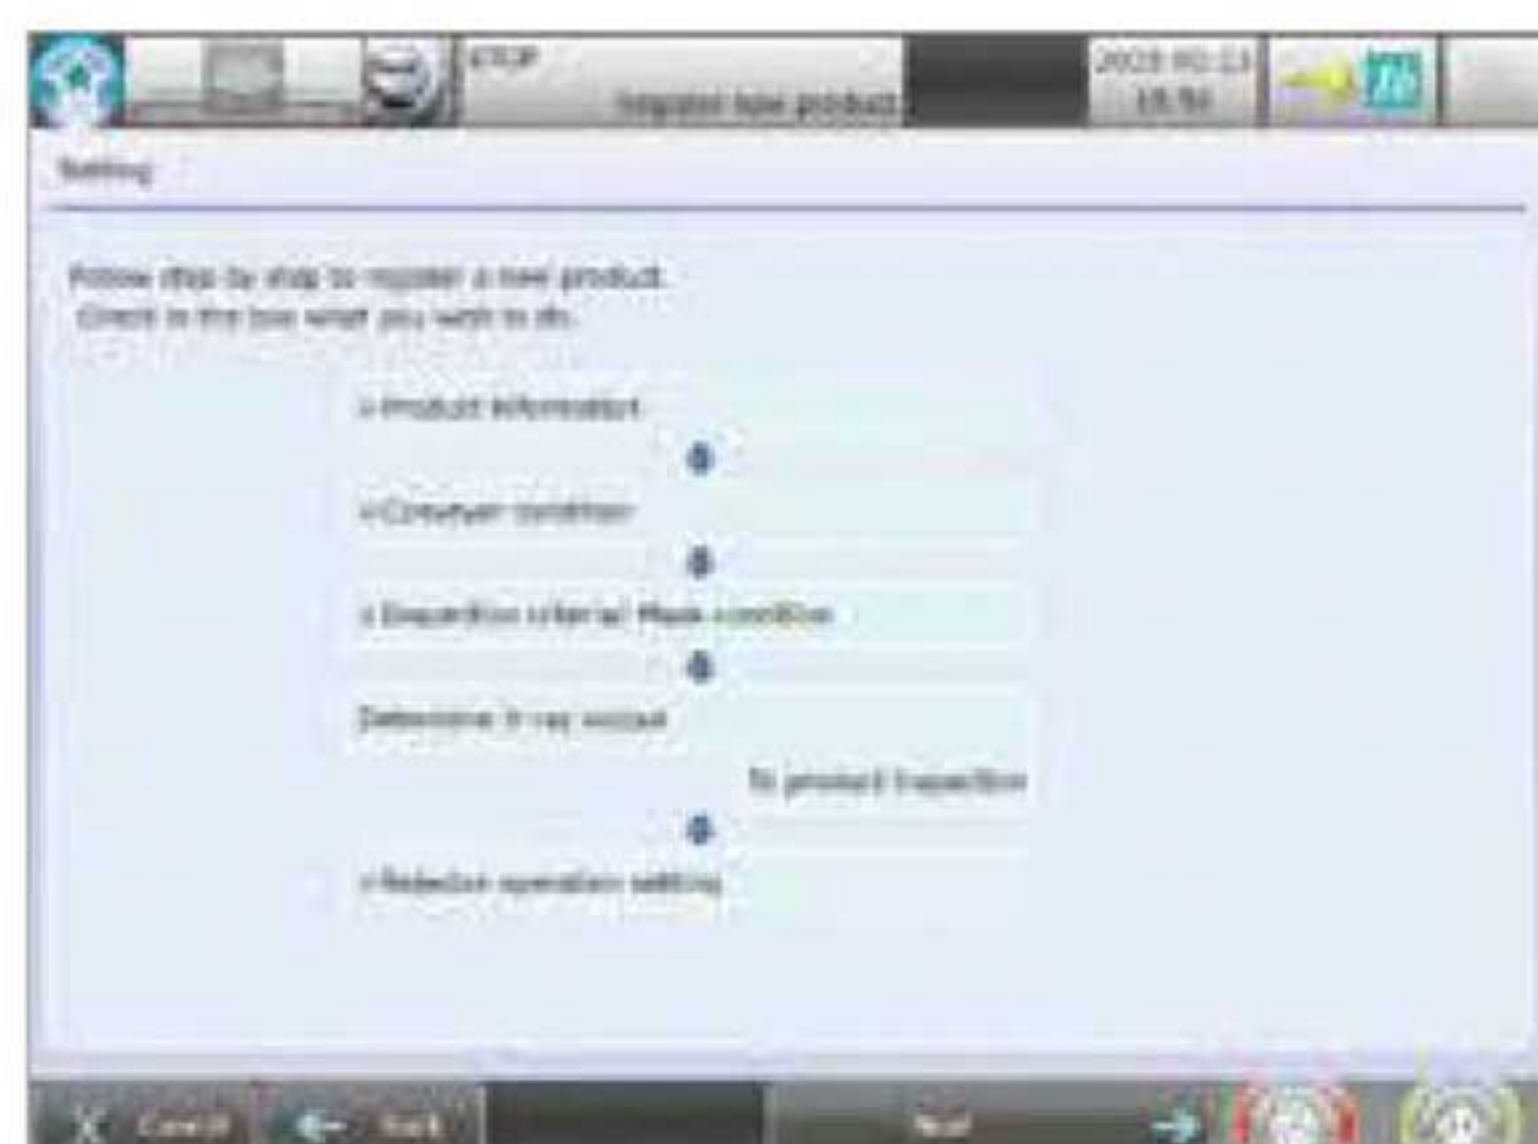 STOP
Register new product
Setting
Follow step by step to register a new product.
Check in the box what you wish to do.
Product information
Conveyor condition
Inspection criteria/ Mask condition
Determine X-ray output
To product inspection
Rejector operation setting
Cancel
Back
Next